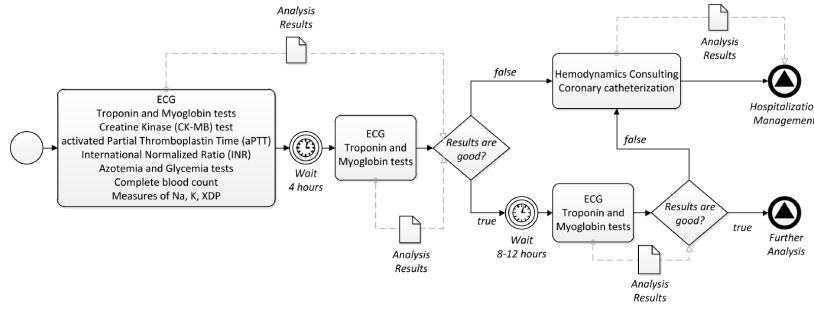 Analysis
Results
ECG
Troponin and Myoglobin tests
Creatine Kinase (CK-MB) test
activated Partial Thromboplastin Time (aPTT)
International Normalized Ratio (INR)
Azotemia and Glycemia tests
Complete blood count
Measures of Na, K, XDP
Wait
4 hours
ECG
Troponin and
Myoglobin tests
Analysis
Results
Results are
good?
false
true
Hemodynamics Consulting
Coronary catheterization
Analysis
Results
Hospitalizatio
Management
false
Wait
8-12 hours
ECG
Troponin and
Myoglobin tests
Analysis
Results
Results are
good?
true
Further
Analysis